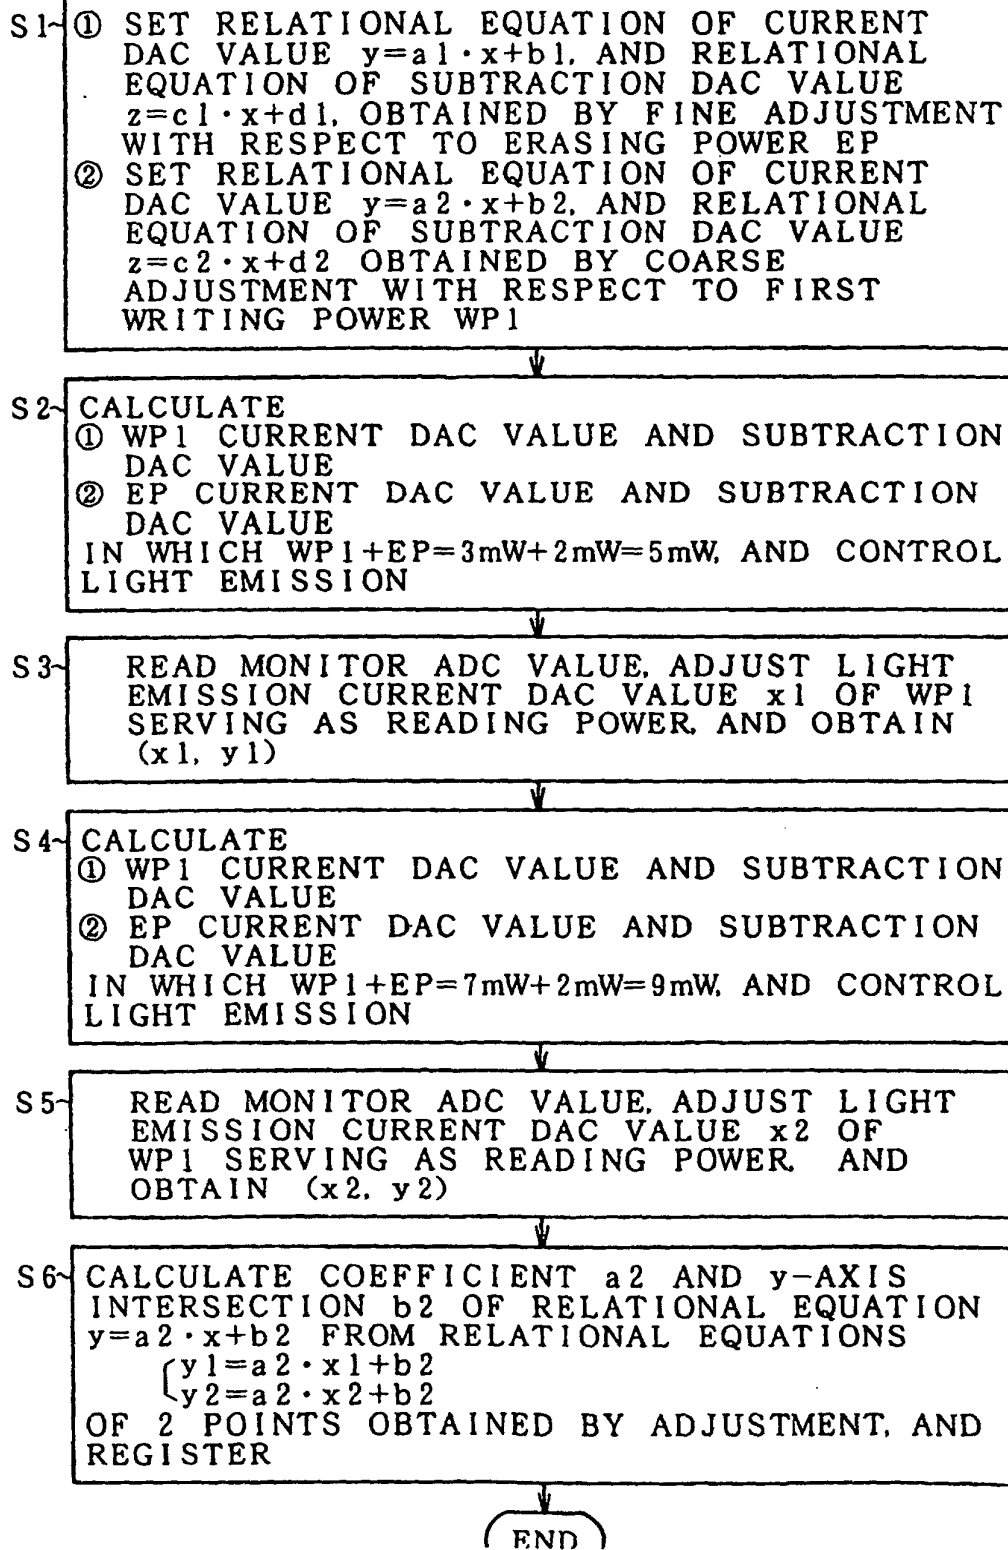 S1 ① SET RELATIONAL EQUATION OF CURRENT
DAC VALUE y=a1·x+b1, AND RELATIONAL
EQUATION OF SUBTRACTION DAC VALUE
z=c1·x+d1, OBTAINED BY FINE ADJUSTMENT
WITH RESPECT TO ERASING POWER EP
② SET RELATIONAL EQUATION OF CURRENT
DAC VALUE y=a2·x+b2, AND RELATIONAL
EQUATION OF SUBTRACTION DAC VALUE
z=c2·x+d2 OBTAINED BY COARSE
ADJUSTMENT WITH RESPECT TO FIRST
WRITING POWER WP1
S2 CALCULATE
① WP1 CURRENT DAC VALUE AND SUBTRACTION
DAC VALUE
② EP CURRENT DAC VALUE AND SUBTRACTION
DAC VALUE
IN WHICH WP1+EP=3mW+2mW=5mW, AND CONTROL
LIGHT EMISSION
S3 READ MONITOR ADC VALUE, ADJUST LIGHT
EMISSION CURRENT DAC VALUE x1 OF WP1
SERVING AS READING POWER, AND OBTAIN
(x1, y1)
S4 CALCULATE
① WP1 CURRENT DAC VALUE AND SUBTRACTION
DAC VALUE
② EP CURRENT DAC VALUE AND SUBTRACTION
DAC VALUE
IN WHICH WP1+EP=7mW+2mW=9mW, AND CONTROL
LIGHT EMISSION
S5 READ MONITOR ADC VALUE, ADJUST LIGHT
EMISSION CURRENT DAC VALUE x2 OF
WP1 SERVING AS READING POWER, AND
OBTAIN (x2, y2)
S6 CALCULATE COEFFICIENT a2 AND y-AXIS
INTERSECTION b2 OF RELATIONAL EQUATION
y=a2·x+b2 FROM RELATIONAL EQUATIONS
y1=a2·x1+b2
y2=a2·x2+b2
OF 2 POINTS OBTAINED BY ADJUSTMENT, AND
REGISTER
END